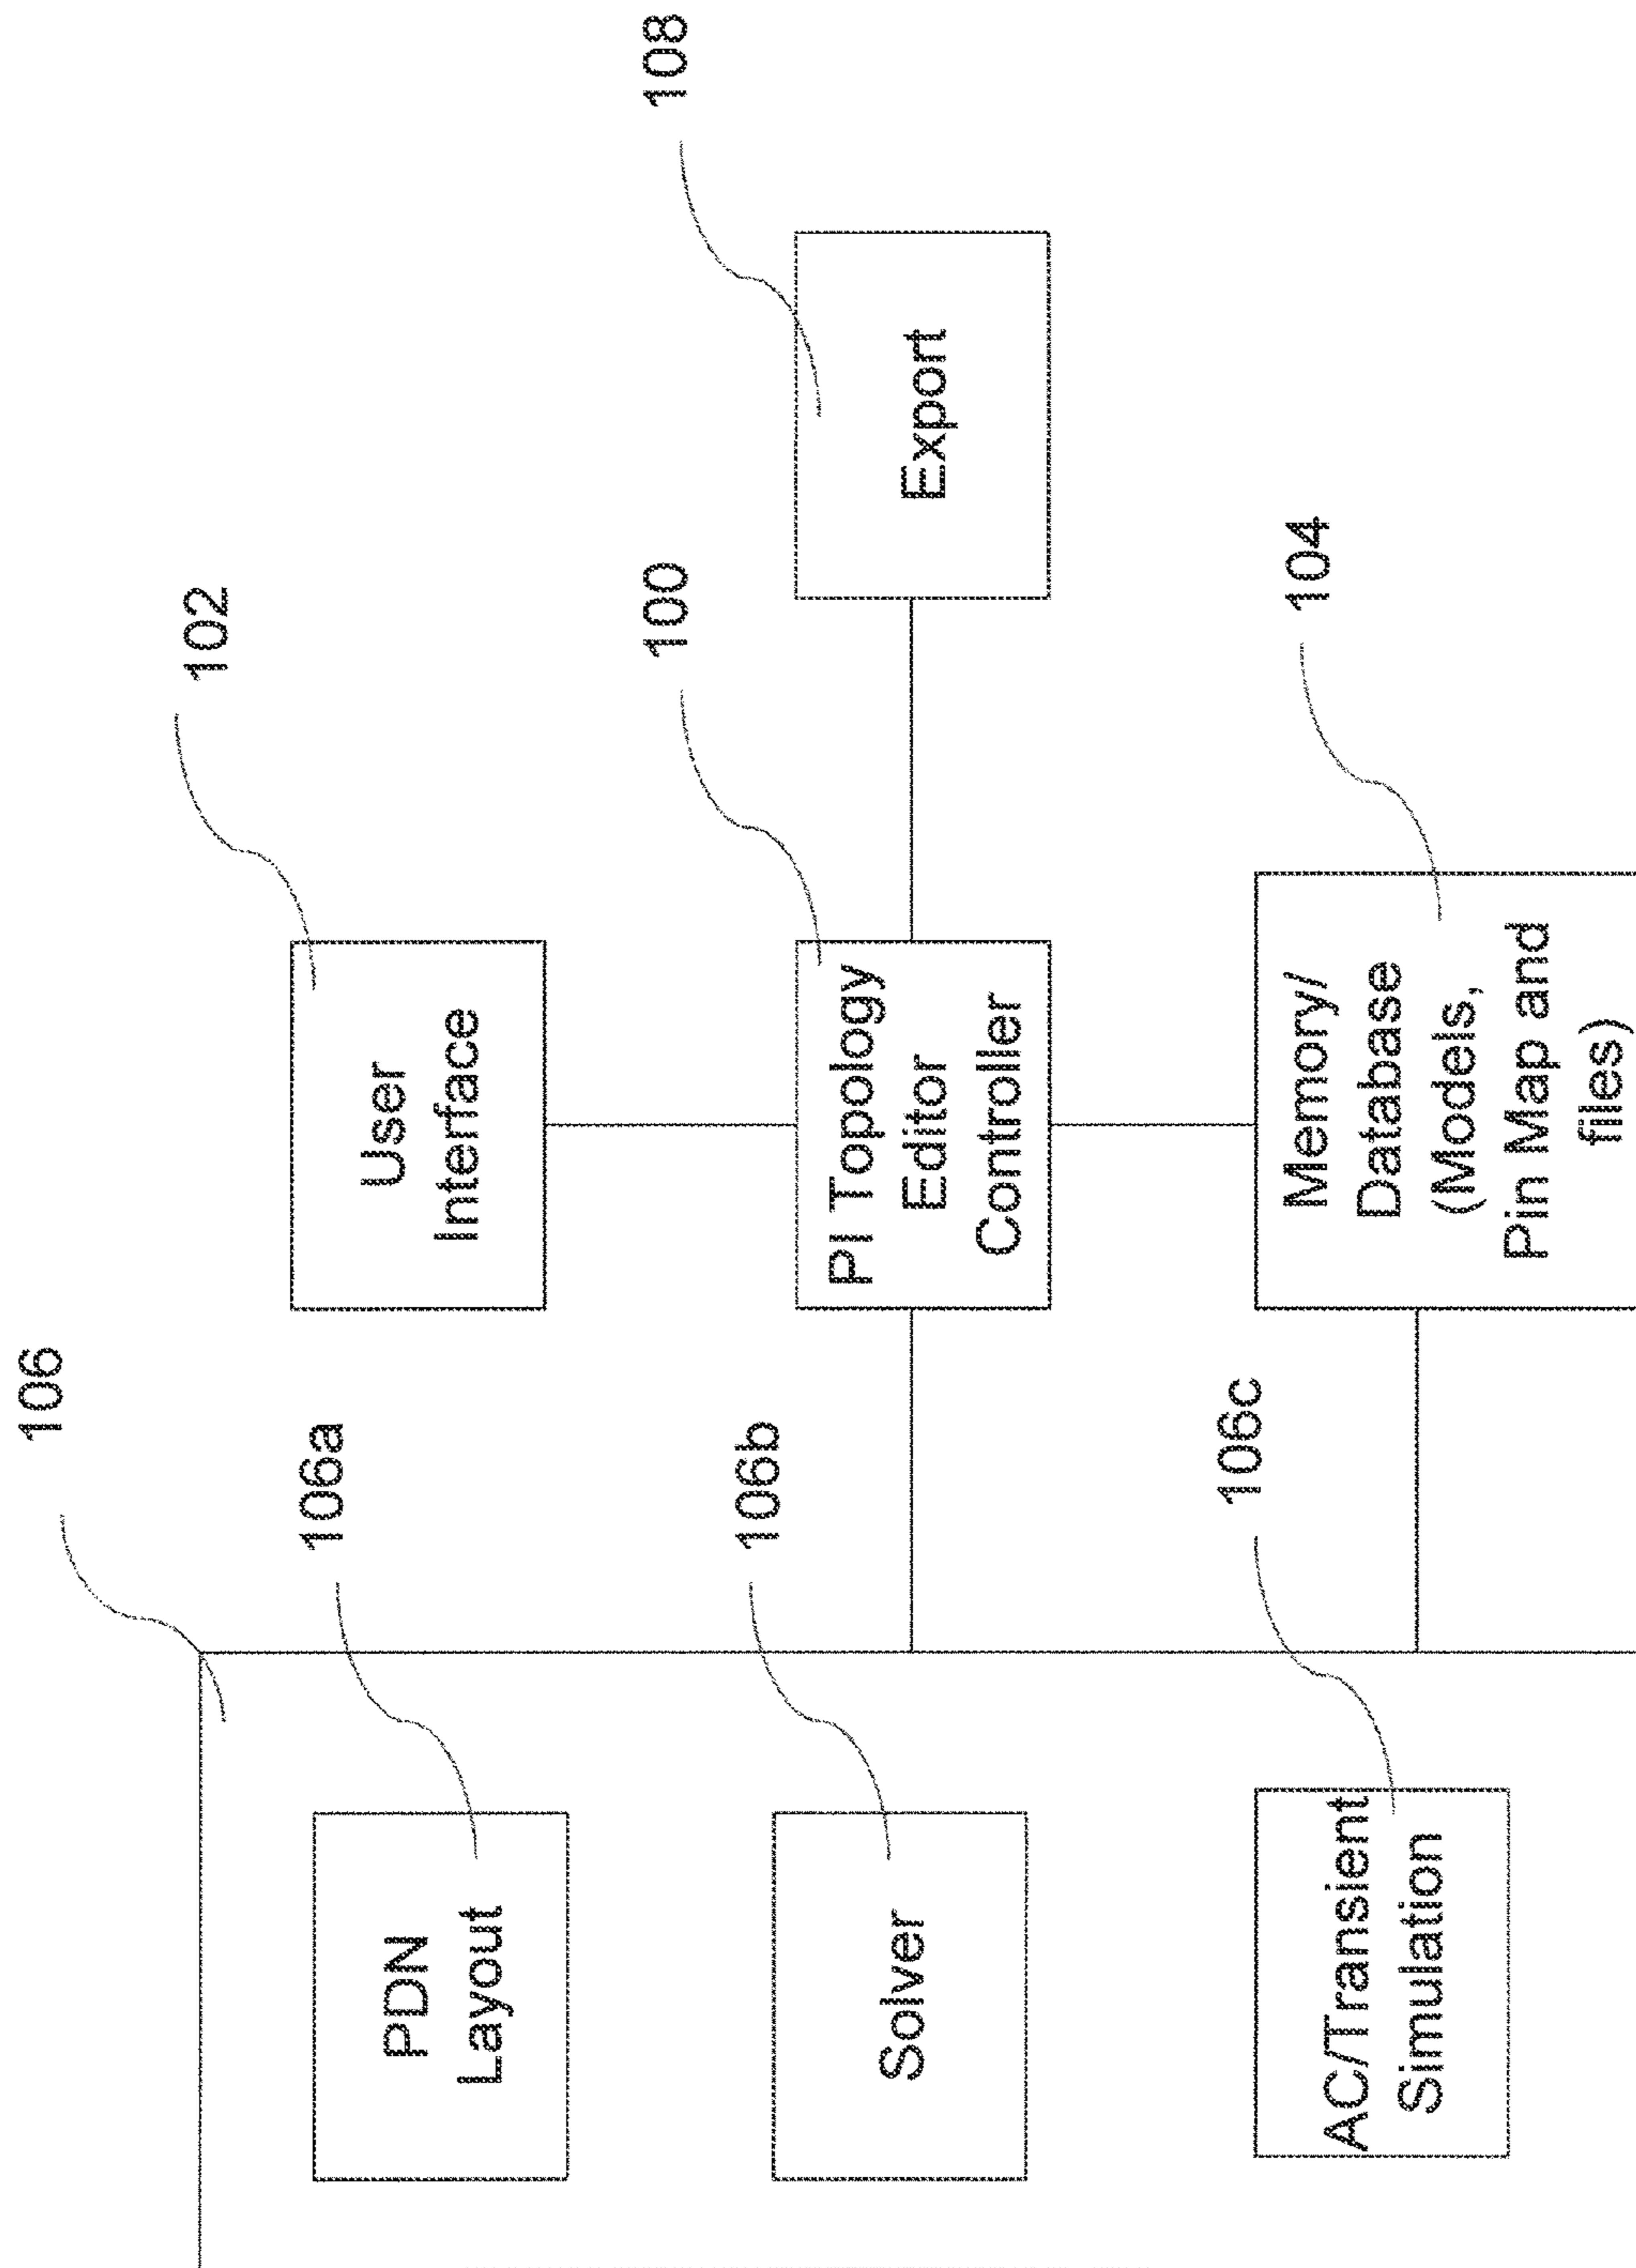 106
102
106a
PDN
Layout
User
Interface
100
108
106b
Solver
PI Topology
Editor
Controller
Export
106c
104
AC/Transient
Simulation
Memory/
Database
(Models,
Pin Map and
files)